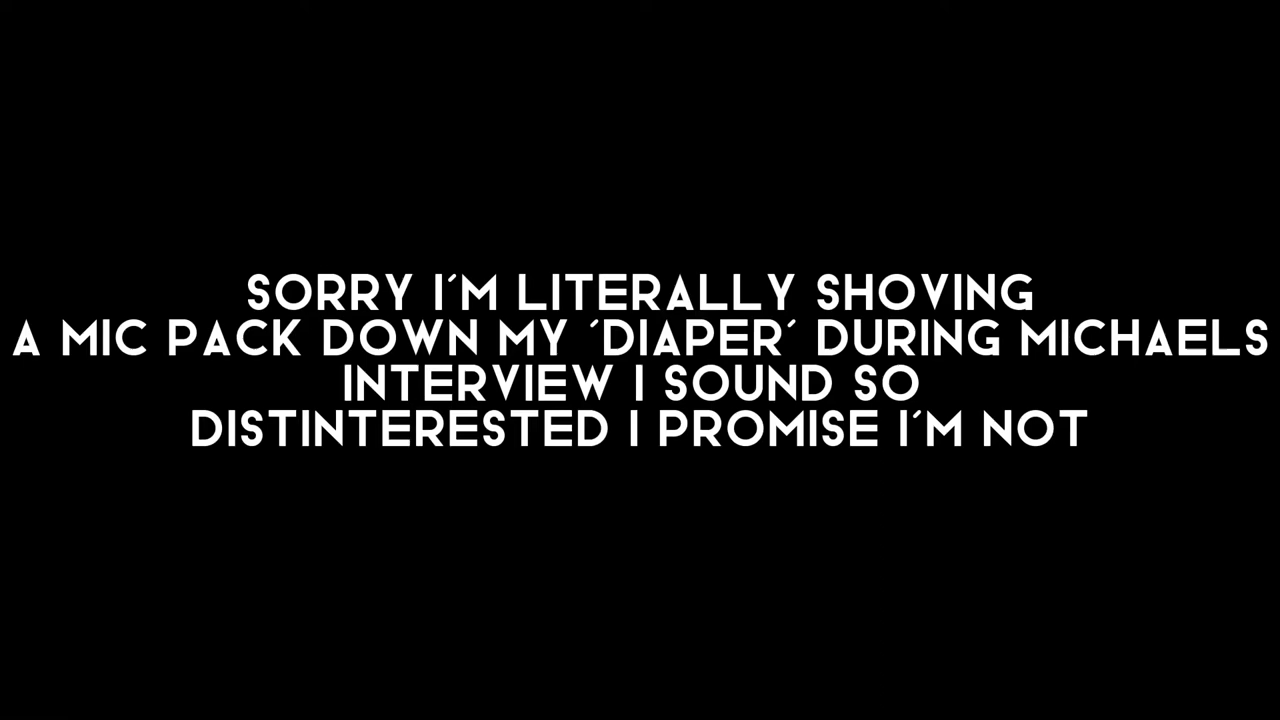 SORRY I'M LITERALLY SHOVING
A MIC PACK DOWN MY 'DIAPER' DURING MICHAELS
INTERVIEW I SOUND SO
DISTINTERESTED I PROMISE I'M NOT